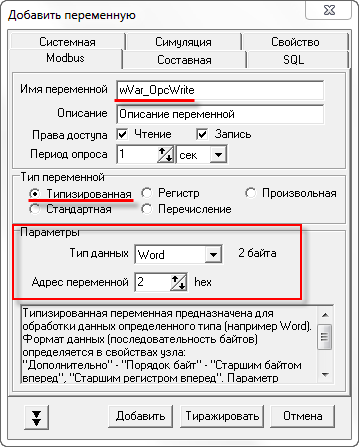 Добавить переменную
Системная Симуляция Свойство
Modbus Составная SQL
Имя переменной wVar_OpcWrite
Описание Описание переменной
Права доступа Чтение Запись
Период опроса 1 сек
Тип переменной
Типизированная Регистр Произвольная
Стандартная Перечисление
Параметры
Тип данных Word 2 байта
Адрес переменной 2 hex
Типизированная переменная предназначена для
обработки данных определенного типа (например Word).
Формат данных (последовательность байтов)
определяется в свойствах узла:
"Дополнительно" - "Порядок байт" - "Старшим байтом
вперед", "Старшим регистром вперед". Параметр
Добавить Тиражировать Отмена